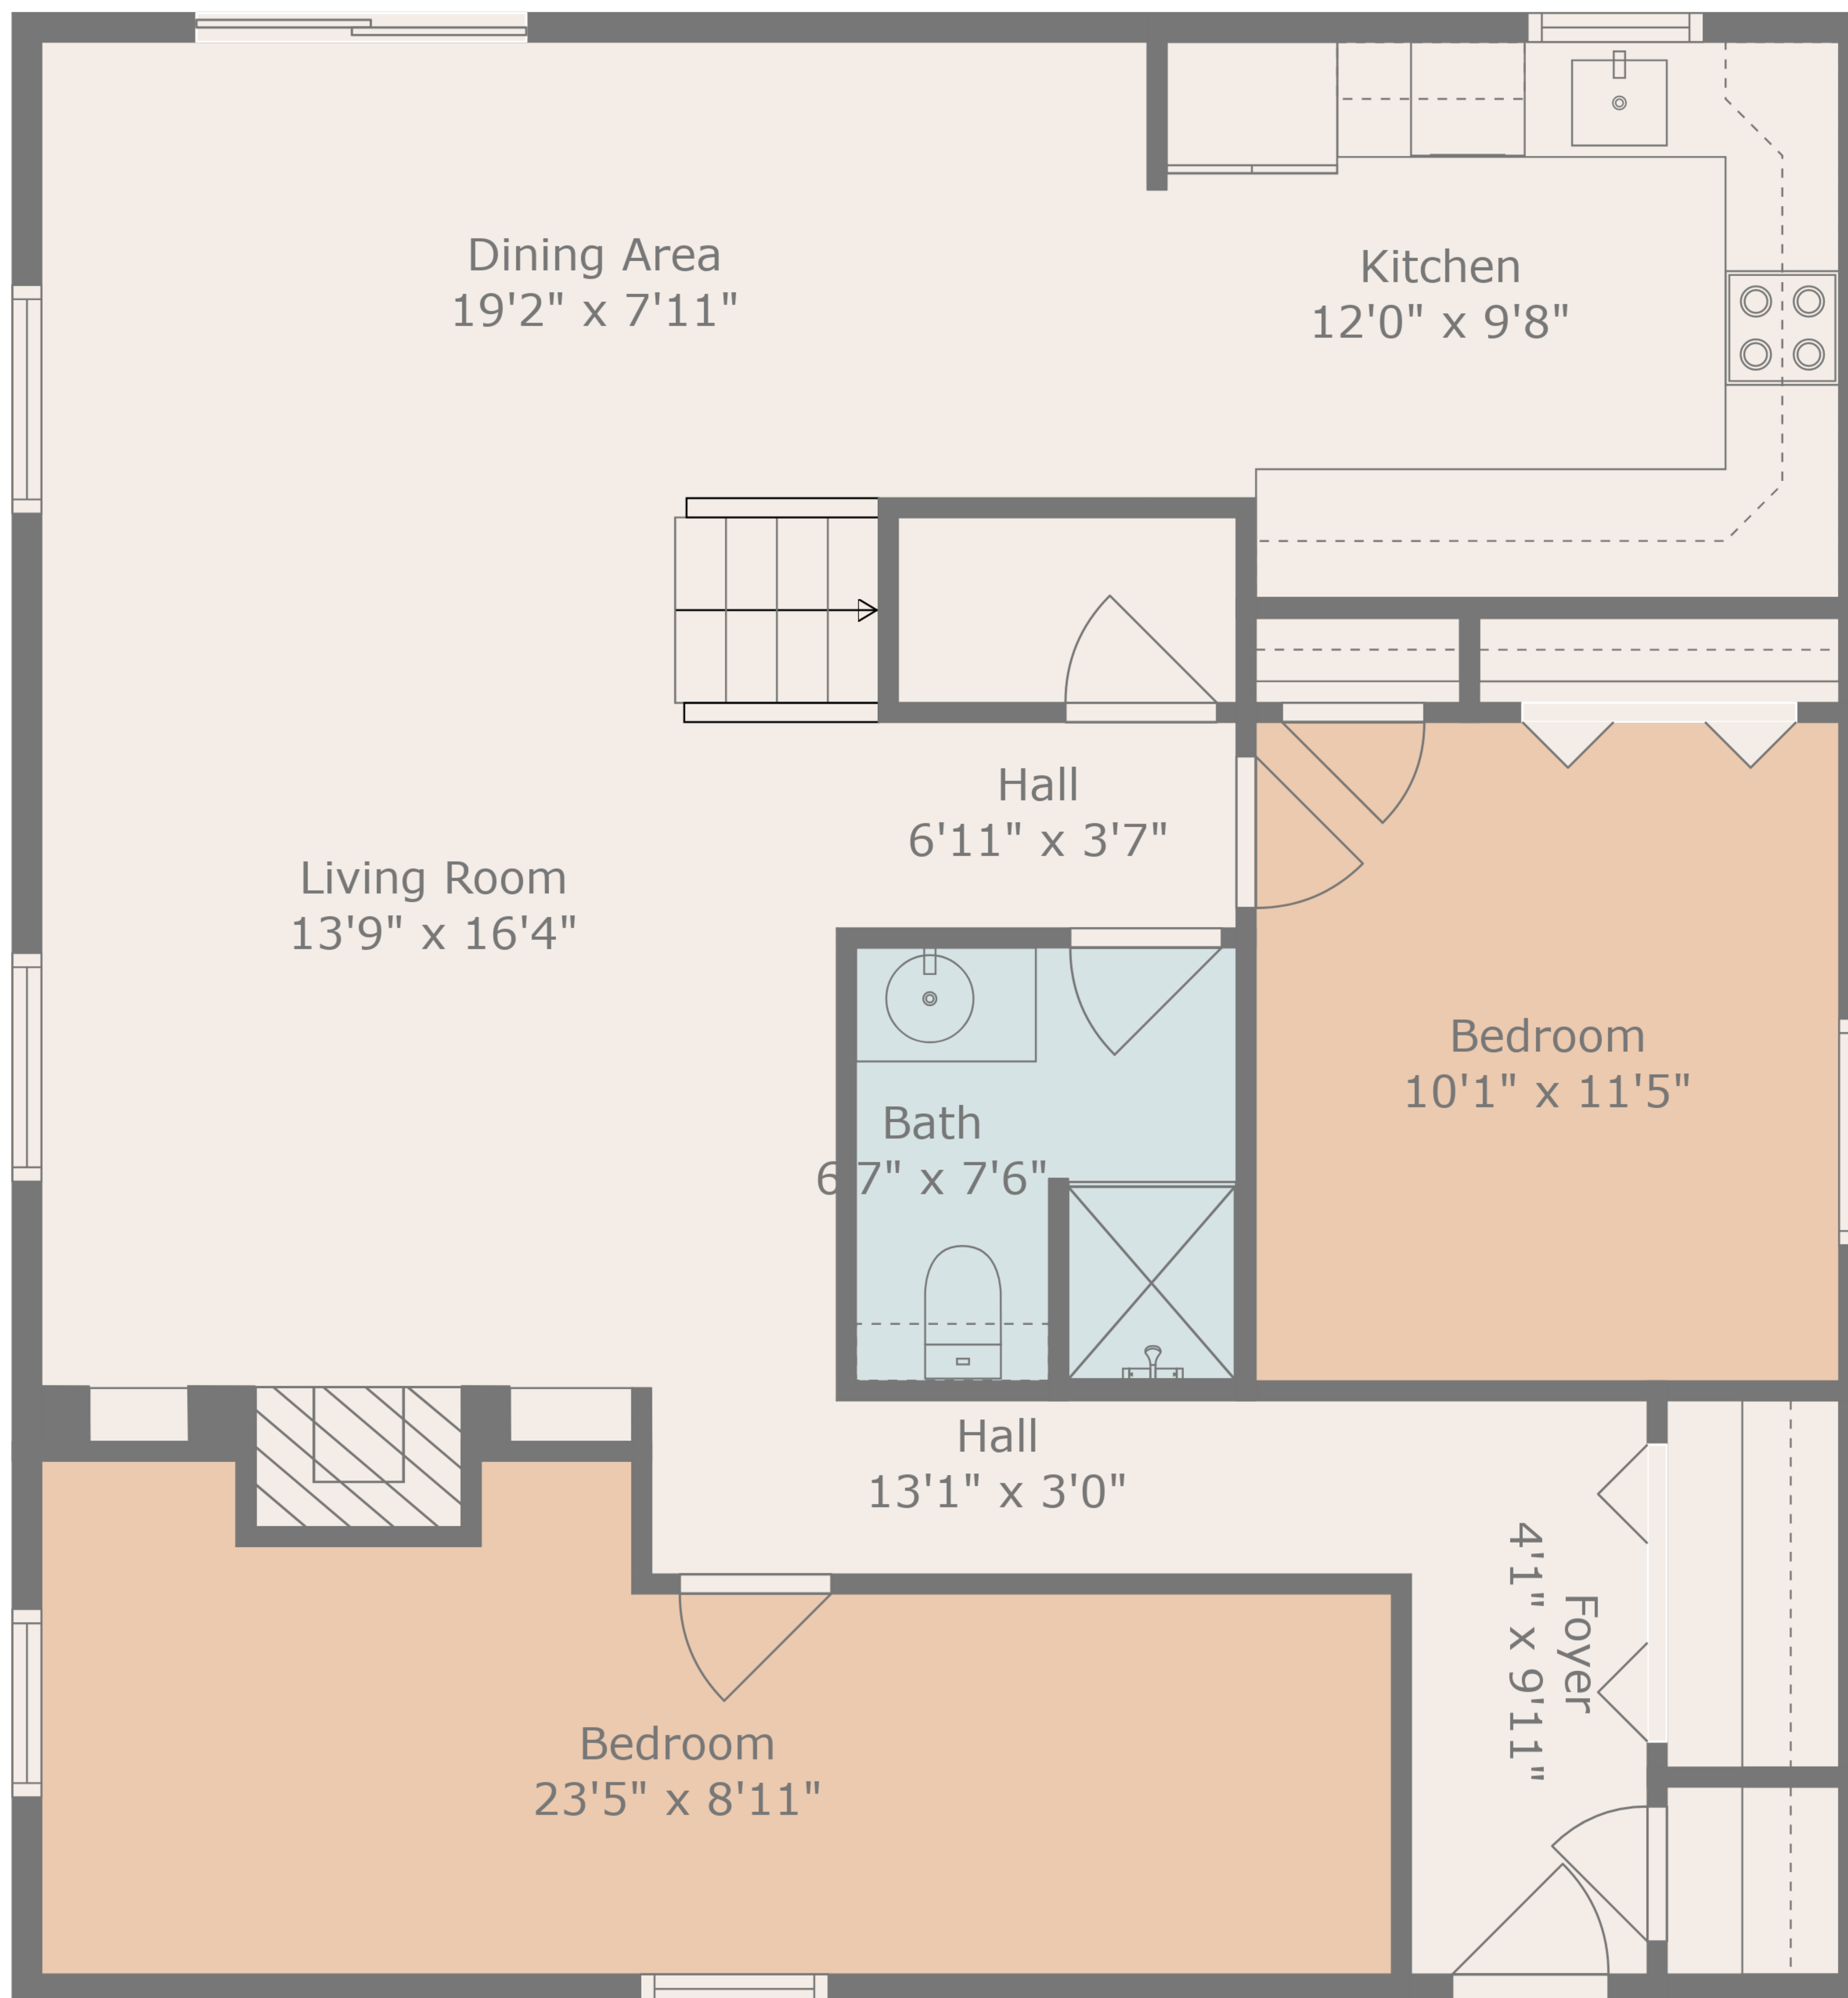 Dining Area
19'2" x 7'11"
Kitchen
12'0" x 9'8"
Hall
6'11" x 3'7"
Living Room
13'9" x 16'4"
Bedroom
10'1" x 11'5"
Bath
6'7" x 7'6"
Hall
13'1" x 3'0"
Foyer
4'1" x 9'11"
Bedroom
23'5" x 8'11"